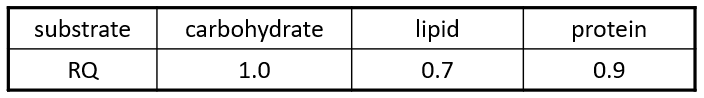 substrate carbohydrate lipid protein
RQ 1.0 0.7 0.9